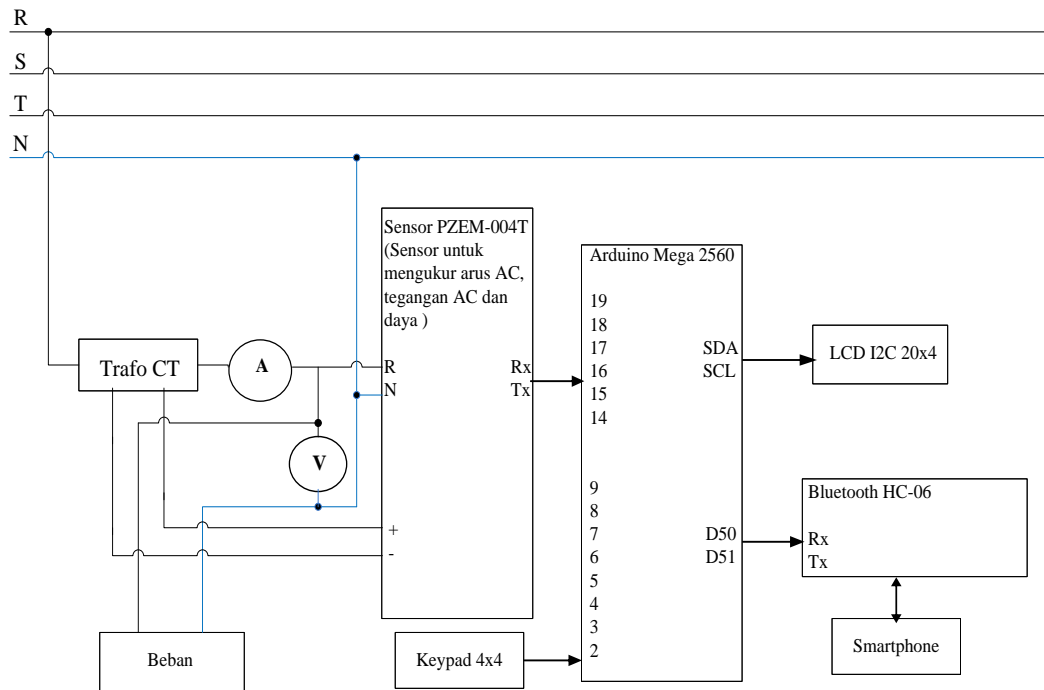 R
S
T
N
Sensor PZEM-004T
(Sensor untuk
mengukur arus AC,
tegangan AC dan
daya )
R
N
+
-
Rx
Tx
Trafo CT
A
V
Beban
Arduino Mega 2560
19
18
17
16
15
14
9
8
7
6
5
4
3
2
SDA
SCL
D50
D51
LCD I2C 20x4
Bluetooth HC-06
Rx
Tx
Keypad 4x4
Smartphone